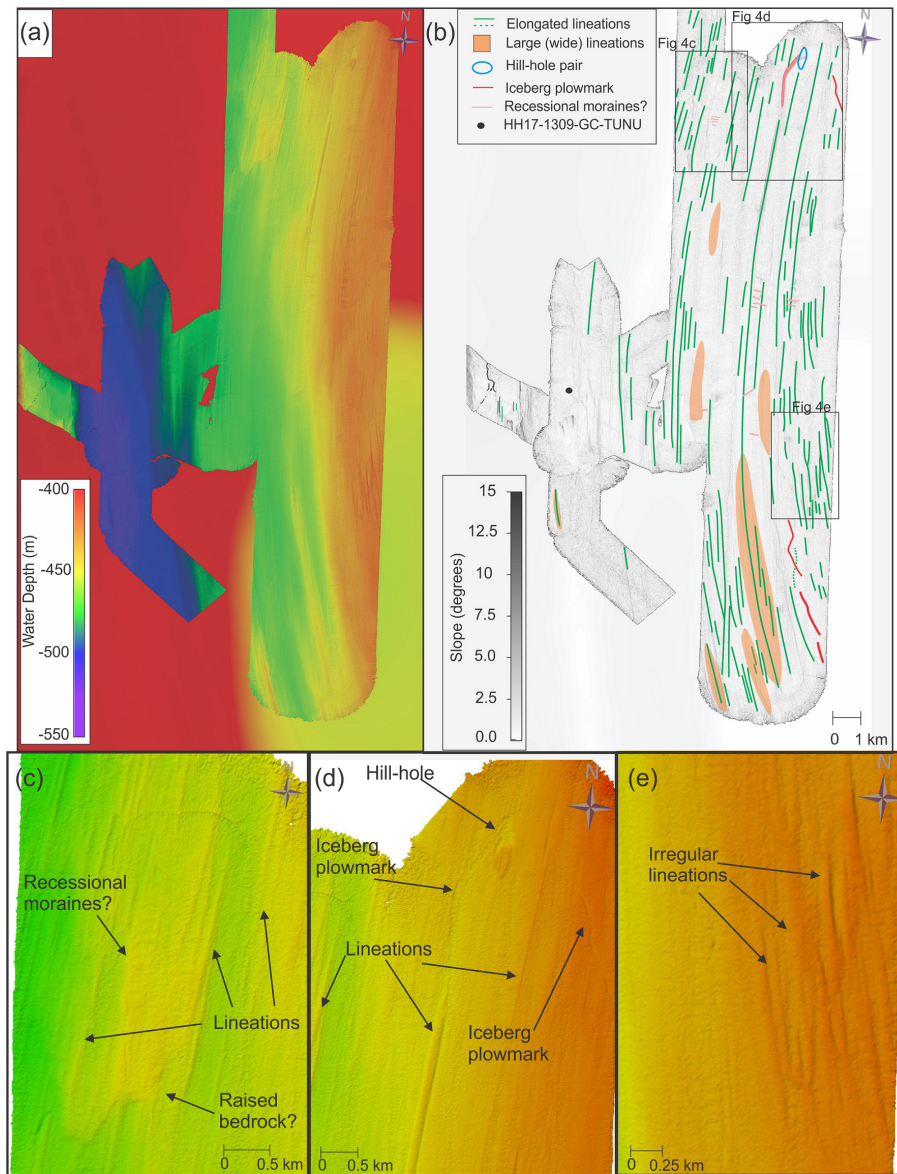 (a)
N
-400
-450
-500
-550
Water Depth (m)
(b)
N
Elongated lineations
Large (wide) lineations
Hill-hole pair
Iceberg plowmark
Recessional moraines?
HH17-1309-GC-TUNU
Fig 4c
Fig 4d
Fig 4e
15
12.5
10
7.5
5.0
2.5
0.0
Slope (degrees)
0 1 km
(c)
N
Recessional
moraines?
Lineations
Raised
bedrock?
0 0.5 km
(d)
N
Hill-hole
Iceberg
plowmark
Lineations
Iceberg
plowmark
0 0.5 km
(e)
N
Irregular
lineations
0 0.25 km